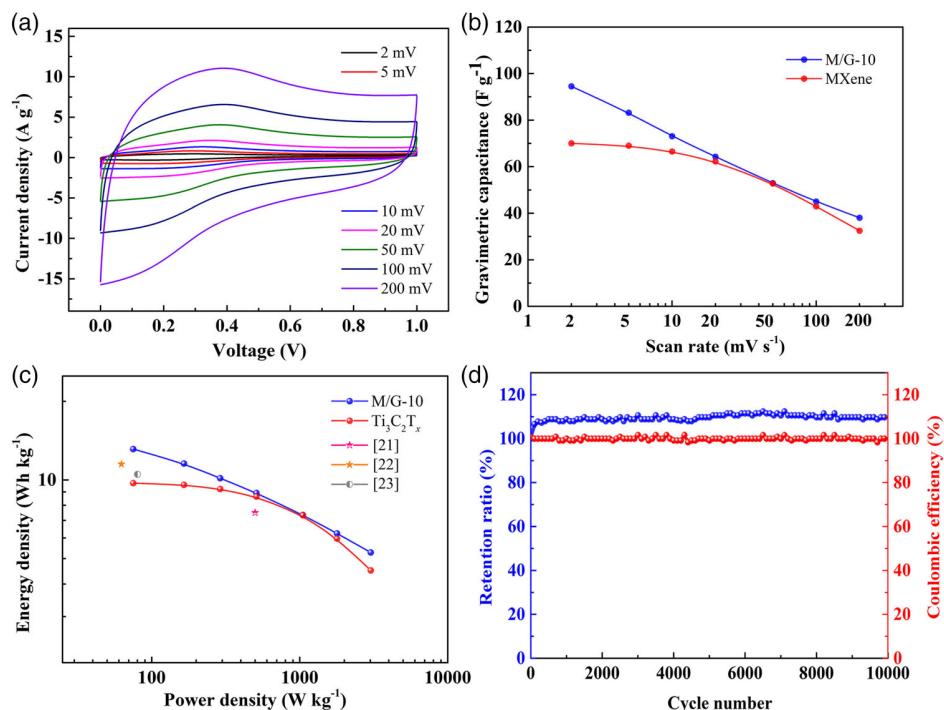 (a)
15
10
5
0
-5
-10
-15
Current density (A g⁻¹)
2 mV
5 mV
10 mV
20 mV
50 mV
100 mV
200 mV
0.0 0.2 0.4 0.6 0.8 1.0
Voltage (V)
(b)
120
100
80
60
40
20
0
Gravimetric capacitance (F g⁻¹)
M/G-10
MXene
1 2 5 10 20 50 100 200
Scan rate (mV s⁻¹)
(c)
10
Energy density (Wh kg⁻¹)
M/G-10
Ti₃C₂Tₓ
[21]
[22]
[23]
100 1000 10000
Power density (W kg⁻¹)
(d)
120
100
80
60
40
20
0
Retention ratio (%)
120
100
80
60
40
20
0
Coulombic efficiency (%)
0 2000 4000 6000 8000 10000
Cycle number